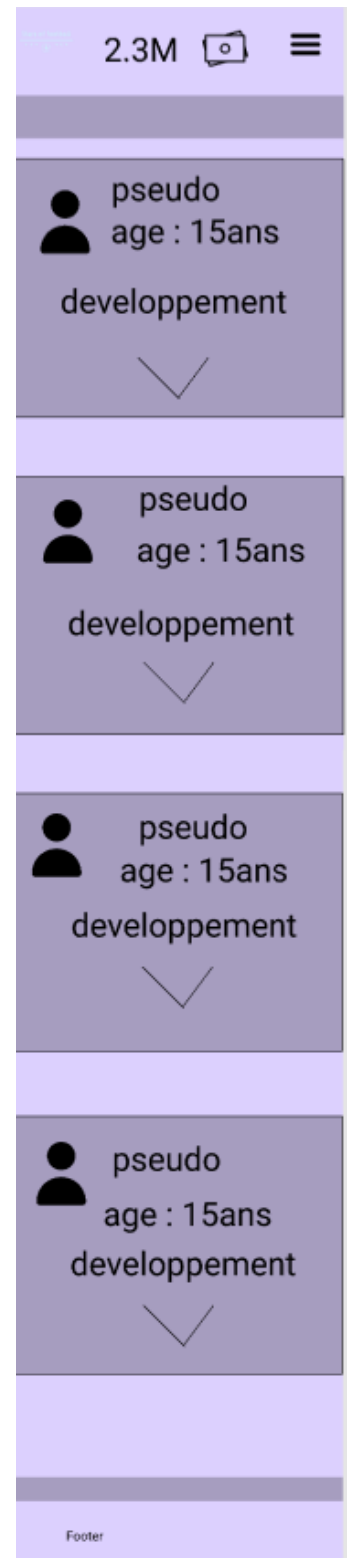 2.3M
pseudo
age : 15ans
developpement
pseudo
age : 15ans
developpement
pseudo
age : 15ans
developpement
pseudo
age : 15ans
developpement
Footer